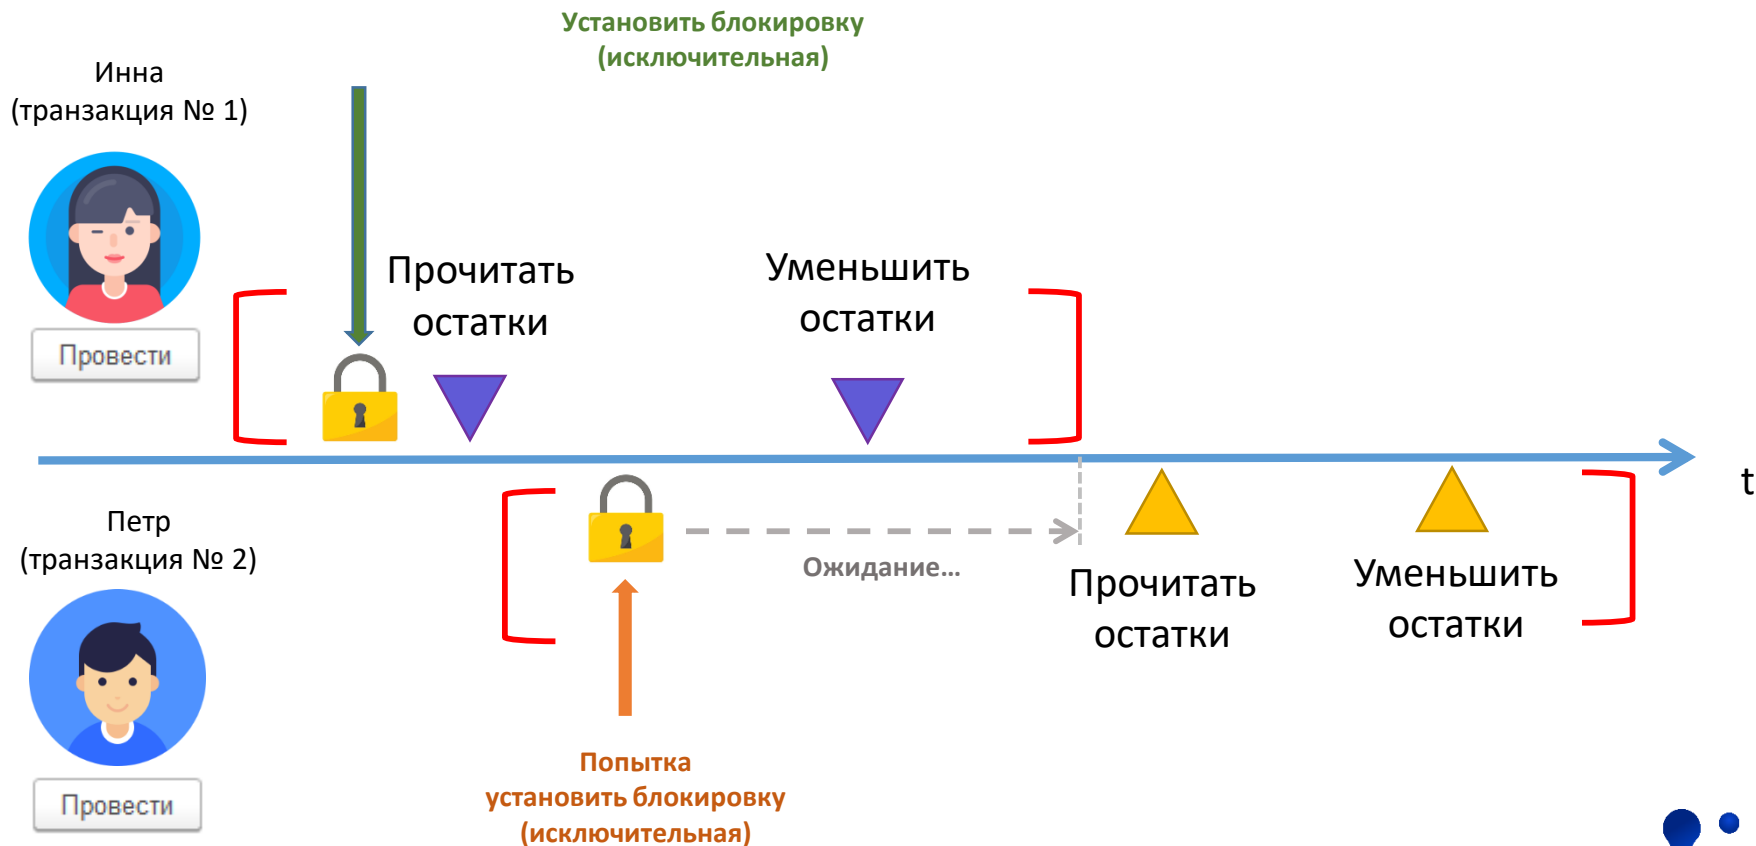 Установить блокировку
(исключительная)
Инна
(транзакция № 1)
Провести
Прочитать
остатки
Уменьшить
остатки
t
Петр
(транзакция № 2)
Провести
Ожидание...
Прочитать
остатки
Уменьшить
остатки
Попытка
установить блокировку
(исключительная)